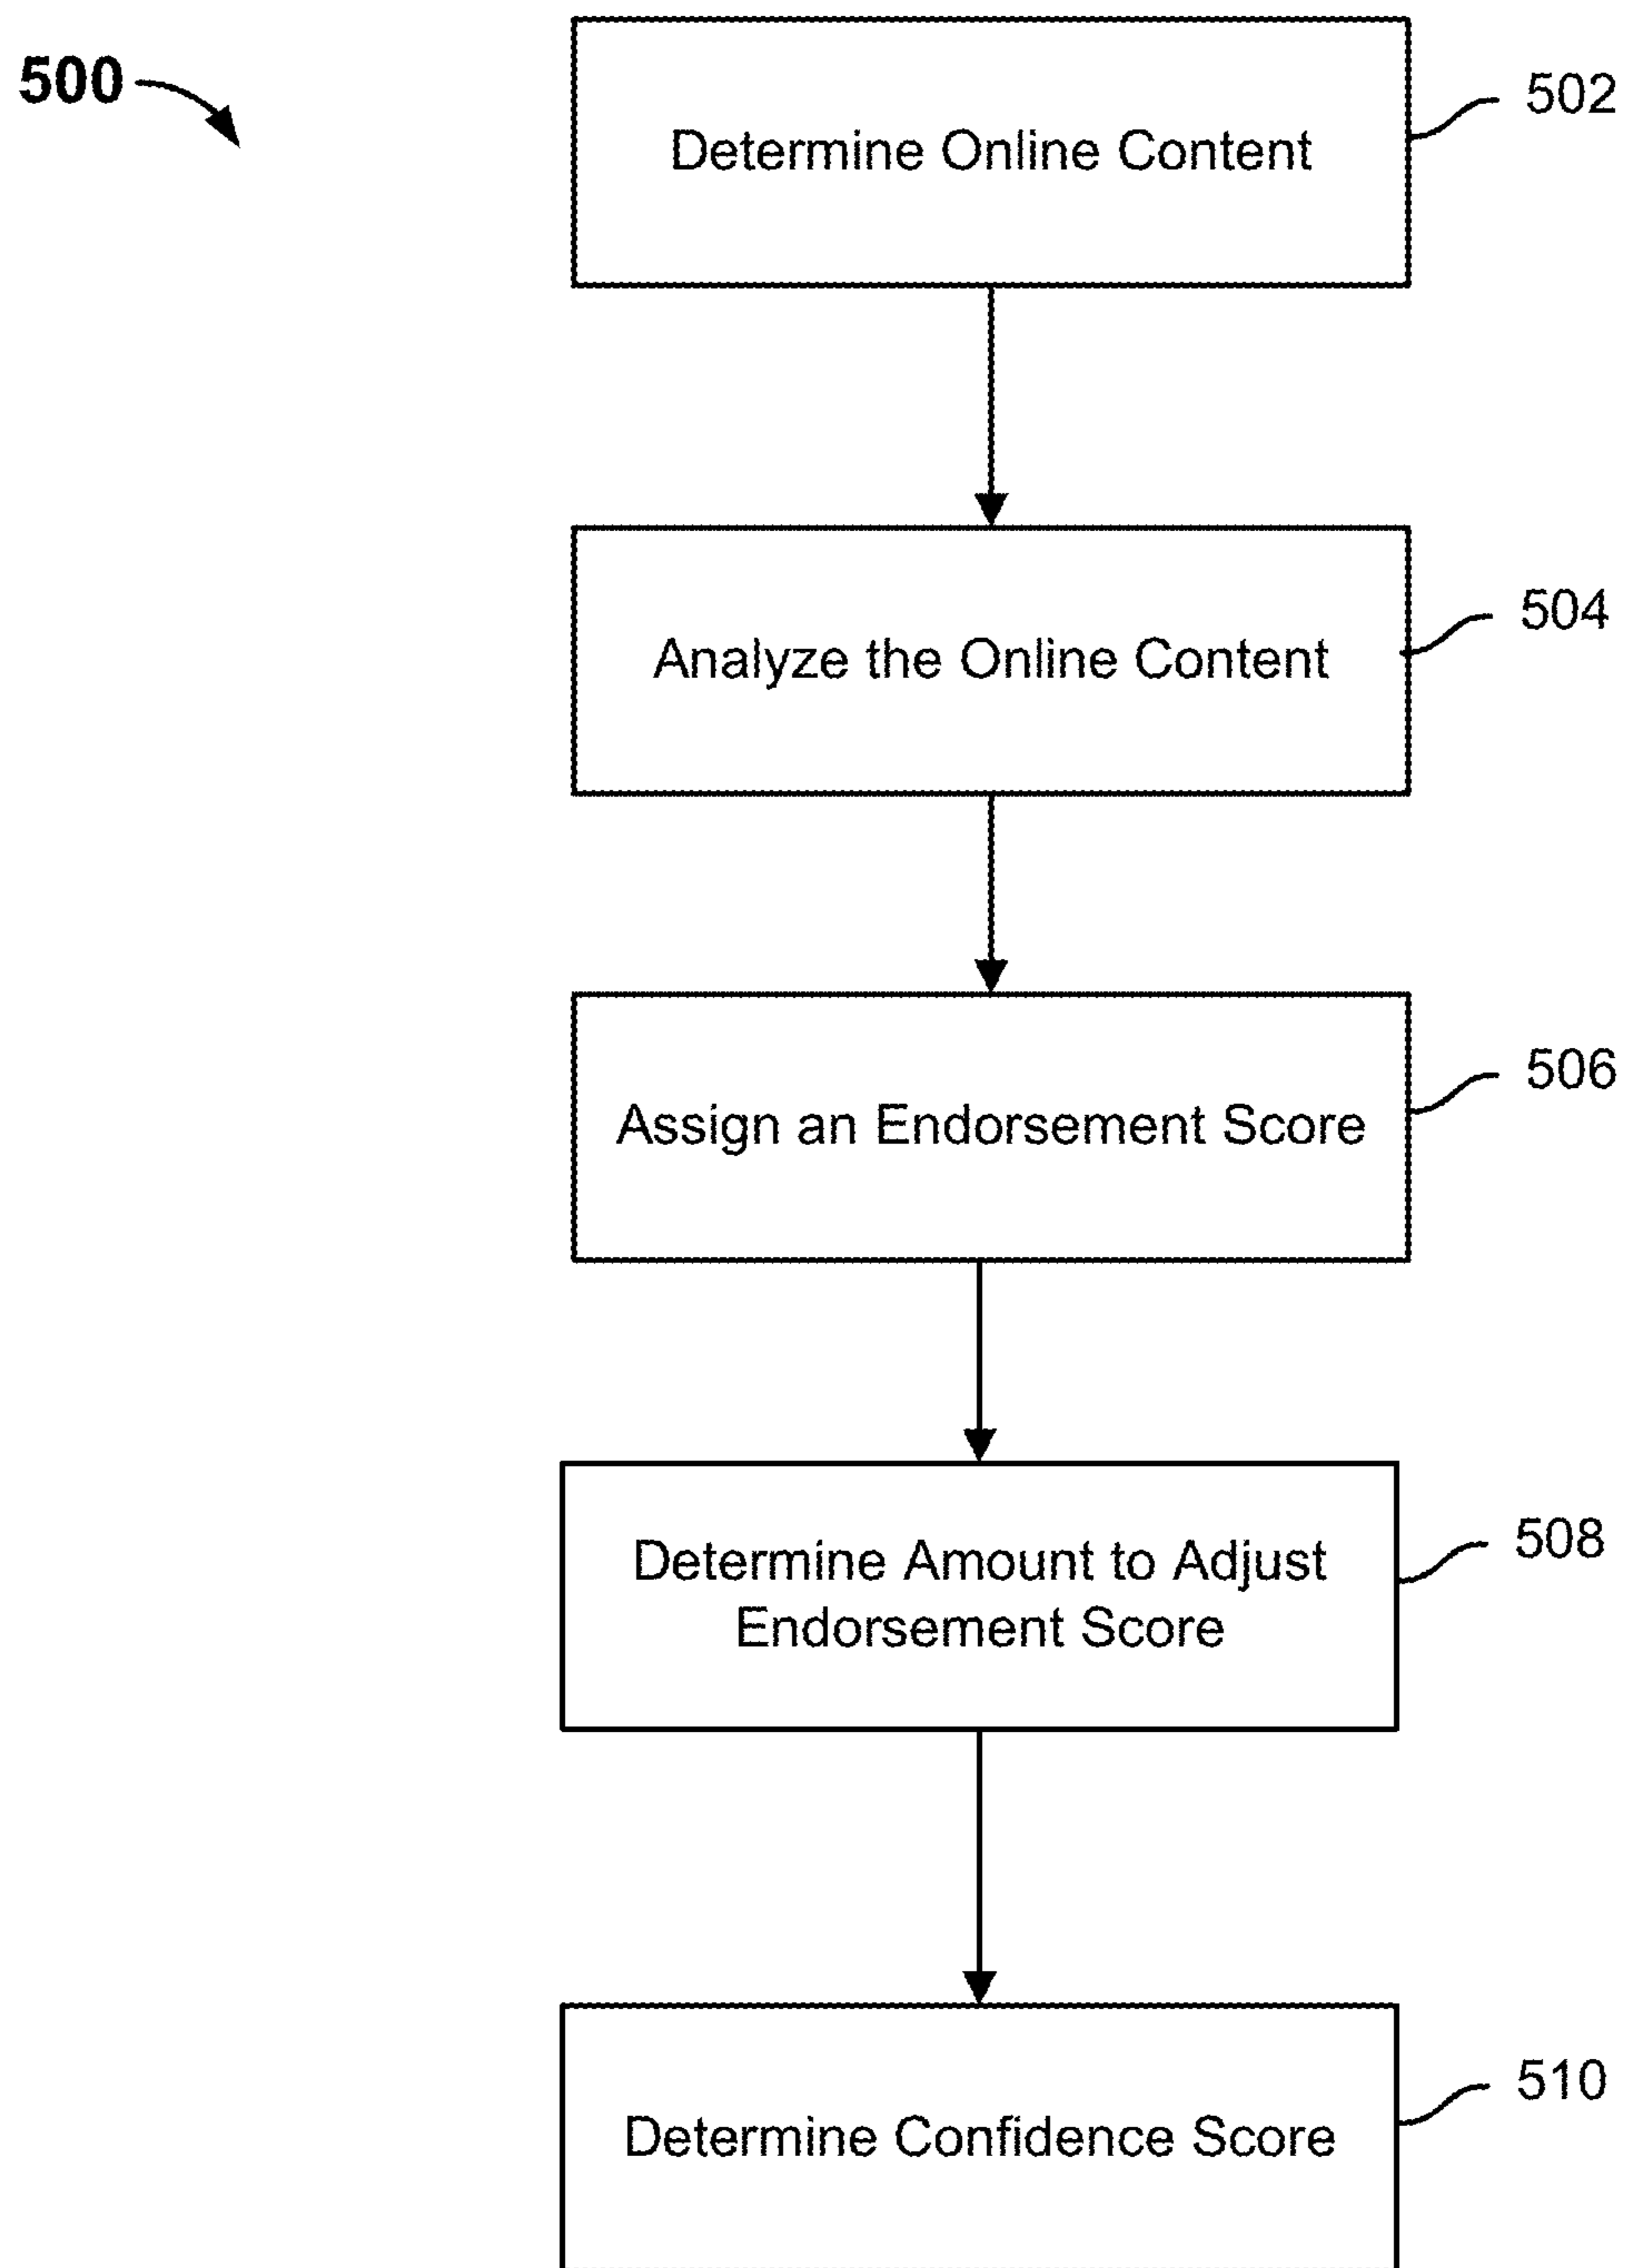 500
502
Determine Online Content
504
Analyze the Online Content
506
Assign an Endorsement Score
508
Determine Amount to Adjust
Endorsement Score
510
Determine Confidence Score